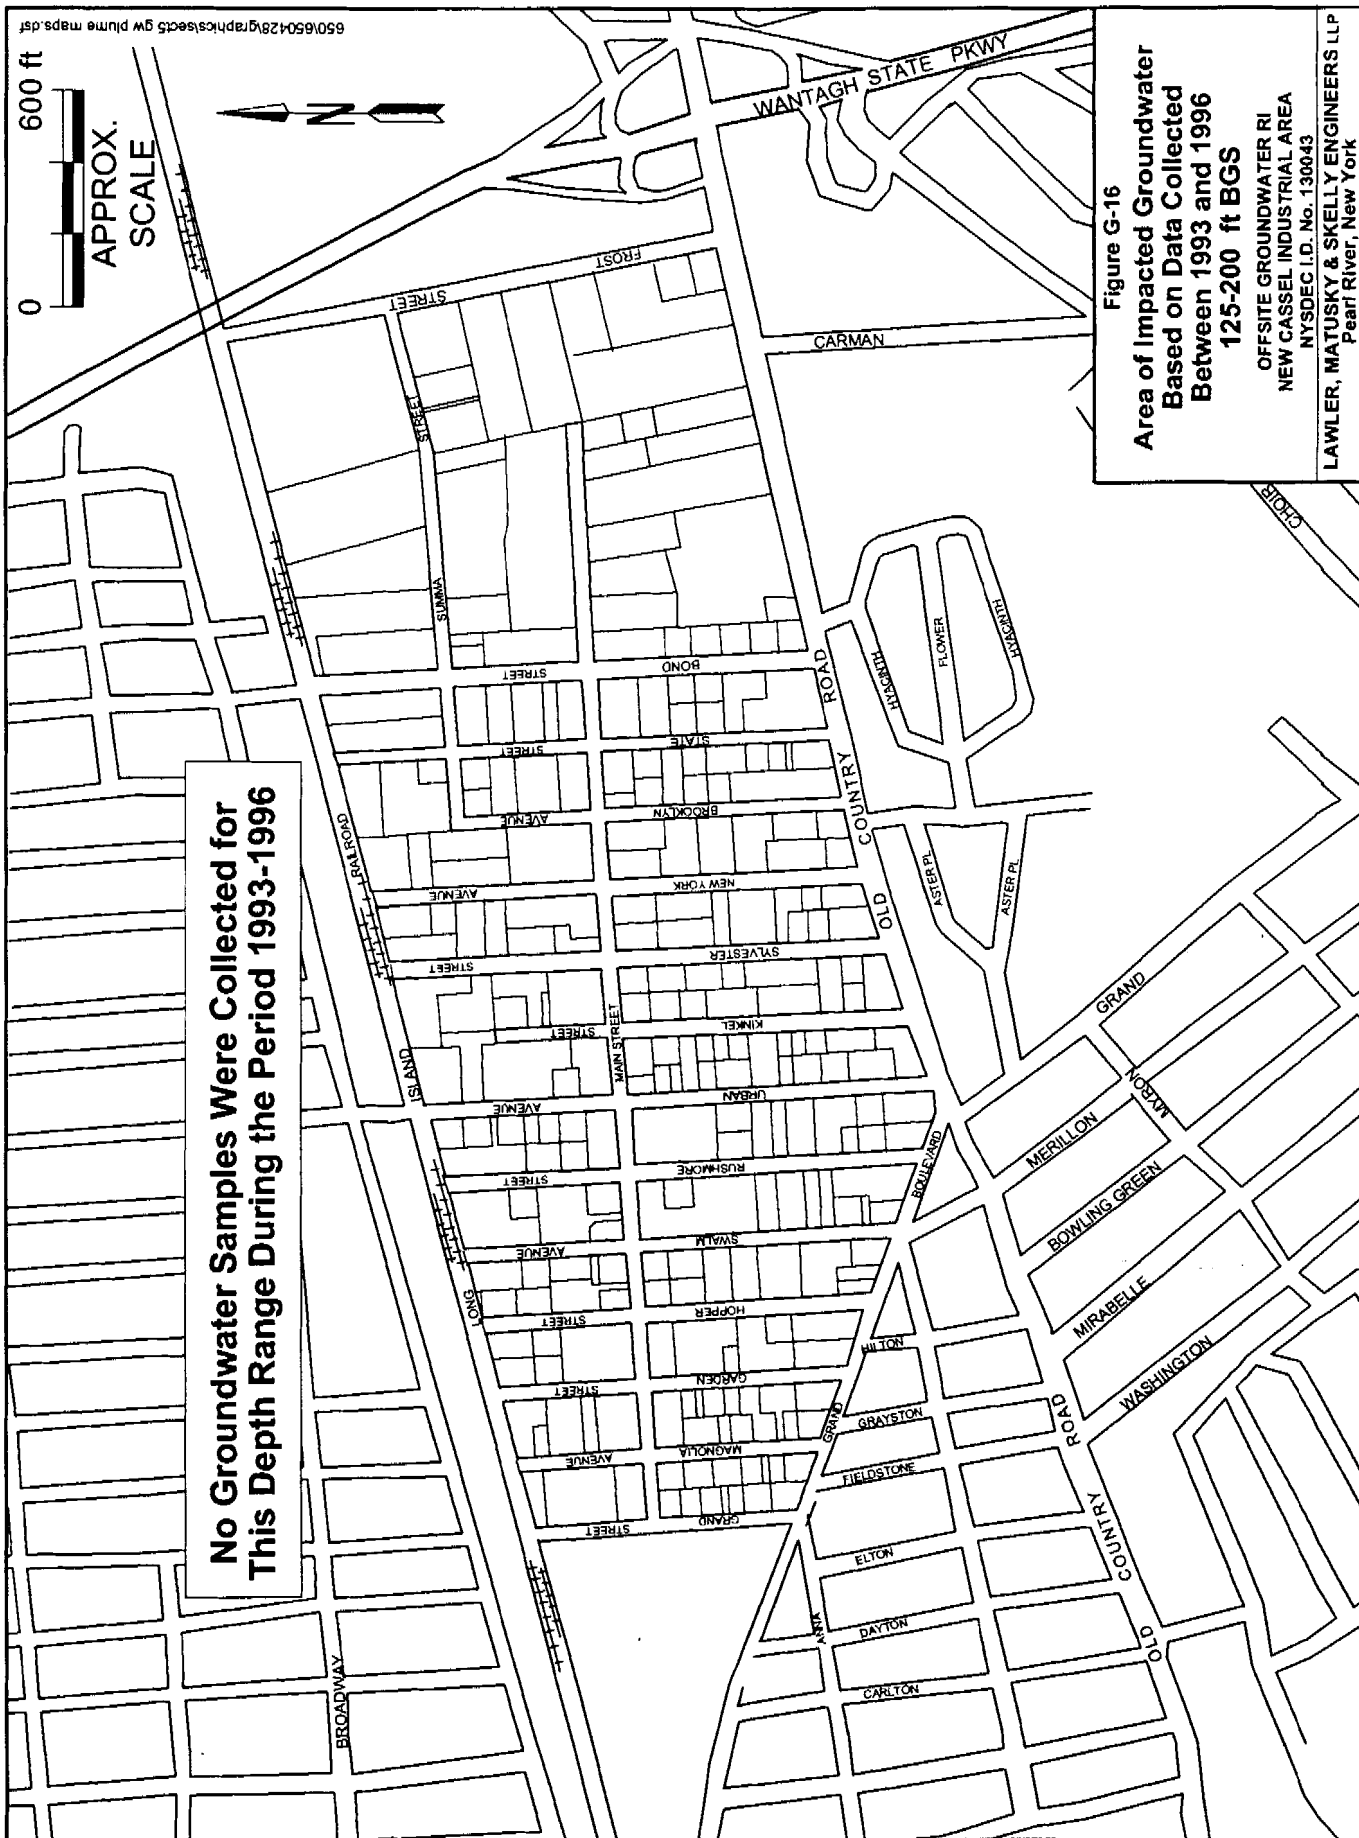 650\650428\graphics\sect5 gw plume maps.dsf
0 600 ft
APPROX.
SCALE
N
No Groundwater Samples Were Collected for
This Depth Range During the Period 1993-1996
WANTAGH STATE PKWY
FROST
STREET
CARMAN
STREET
SUMMA
BOND
STREET
STATE
STREET
BROCKLYN
AVENUE
NEW YORK
AVENUE
SYLVESTER
STREET
KINKEL
STREET
MAIN STREET
URBAN
AVENUE
RUSHMORE
STREET
SWALM
AVENUE
HOPPER
STREET
GARDEN
STREET
MAGNOLIA
AVENUE
GRAND
STREET
LONG
ISLAND
RAILROAD
BROADWAY
OLD
COUNTRY
ROAD
HYACINTH
FLOWER
HYACINTH
ASTER PL
ASTER PL
CHOIR
GRAND
BOULEVARD
GRAND
MYRON
MERILLON
BOWLING GREEN
MIRABELLE
WASHINGTON
HILTON
GRAYSTON
FIELDSTONE
ELTON
DAYTON
CARLTON
ANNA
OLD
COUNTRY
ROAD
Figure G-16
Area of Impacted Groundwater
Based on Data Collected
Between 1993 and 1996
125-200 ft BGS
OFFSITE GROUNDWATER RI
NEW CASSEL INDUSTRIAL AREA
NYSDEC I.D. No. 130043
LAWLER, MATUSKY & SKELLY ENGINEERS LLP
Pearl River, New York